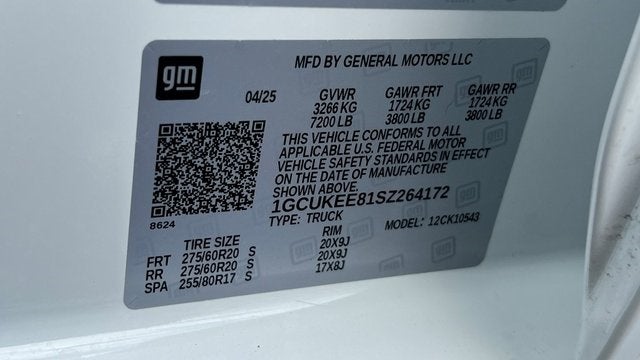 gm
MFD BY GENERAL MOTORS LLC
04/25 GVWR GAWR FRT GAWR RR
3266 KG 1724 KG 1724 KG
7200 LB 3800 LB 3800 LB
THIS VEHICLE CONFORMS TO ALL
APPLICABLE U.S. FEDERAL MOTOR
VEHICLE SAFETY STANDARDS IN EFFECT
ON THE DATE OF MANUFACTURE
SHOWN ABOVE.
1GCUKEE81SZ264172
8624
TYPE: TRUCK MODEL: 12CK10543
TIRE SIZE RIM
FRT 275/60R20 S 20X9J
RR 275/60R20 S 20X9J
SPA 255/80R17 S 17X8J